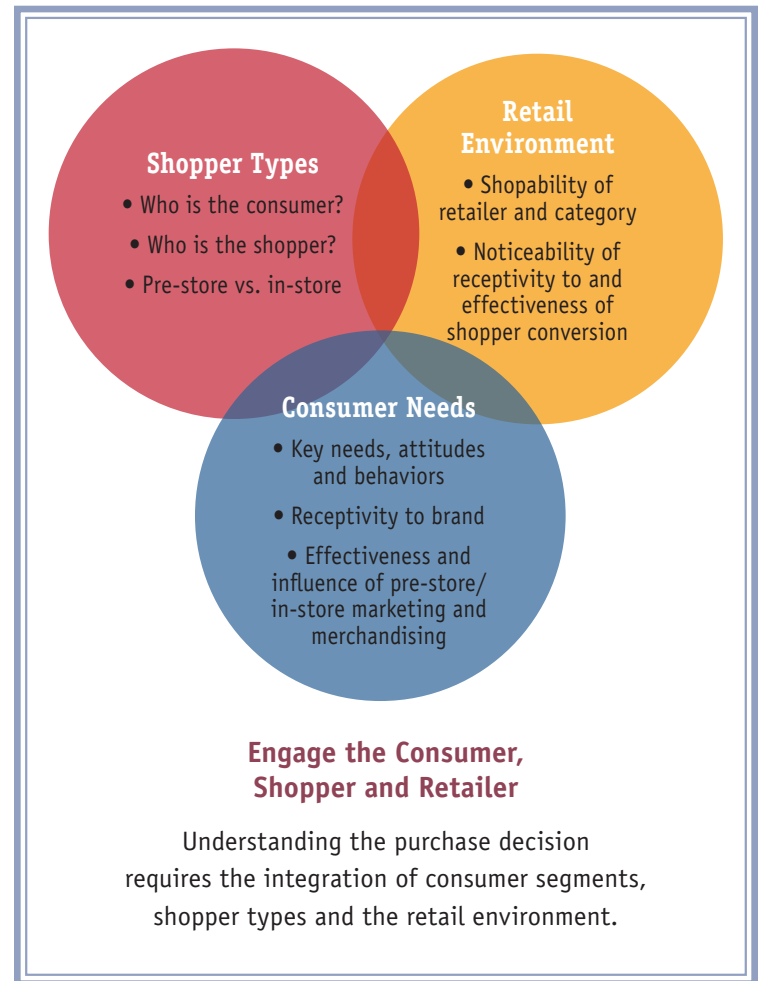 Shopper Types
• Who is the consumer?
• Who is the shopper?
• Pre-store vs. in-store
Retail
Environment
• Shopability of
retailer and category
• Noticeability of
receptivity to and
effectiveness of
shopper conversion
Consumer Needs
• Key needs, attitudes
and behaviors
• Receptivity to brand
• Effectiveness and
influence of pre-store/
in-store marketing and
merchandising
Engage the Consumer,
Shopper and Retailer
Understanding the purchase decision
requires the integration of consumer segments,
shopper types and the retail environment.